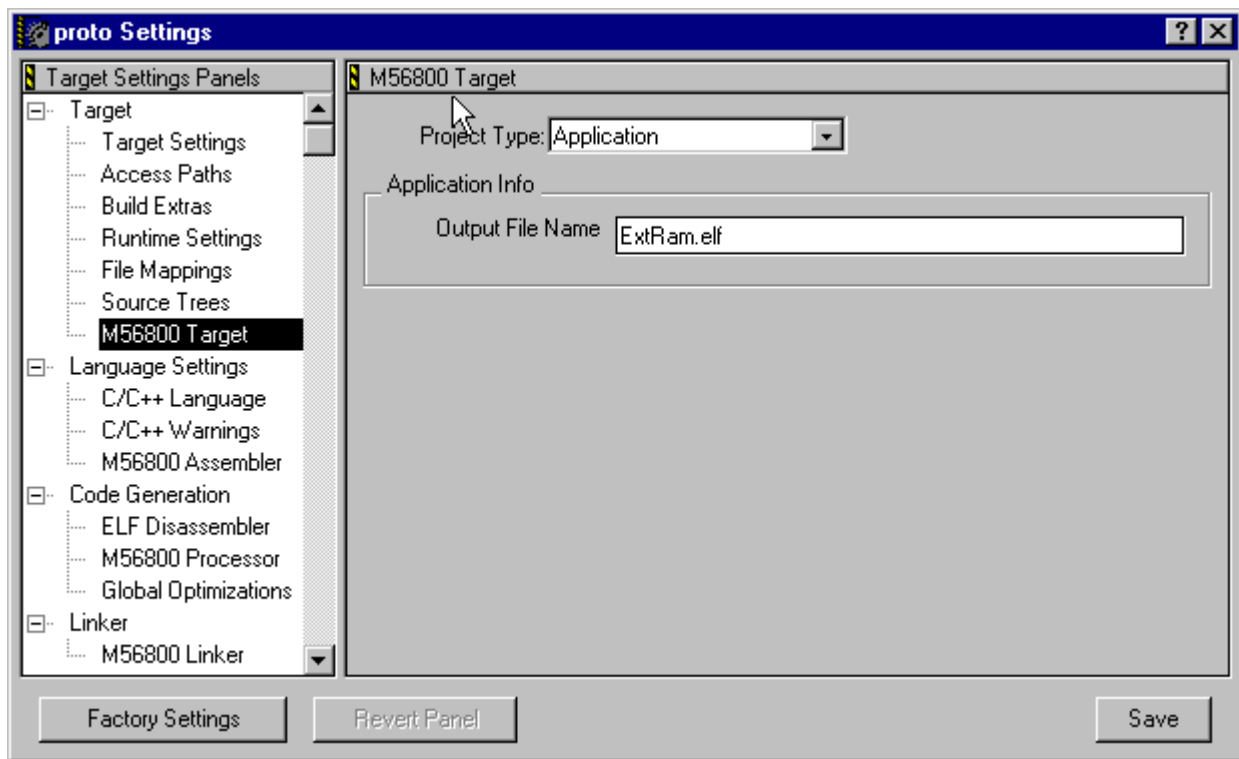 proto Settings
Target Settings Panels
Target
Target Settings
Access Paths
Build Extras
Runtime Settings
File Mappings
Source Trees
M56800 Target
Language Settings
C/C++ Language
C/C++ Warnings
M56800 Assembler
Code Generation
ELF Disassembler
M56800 Processor
Global Optimizations
Linker
M56800 Linker
M56800 Target
Project Type: Application
Application Info
Output File Name ExtRam.elf
Factory Settings Revert Panel Save